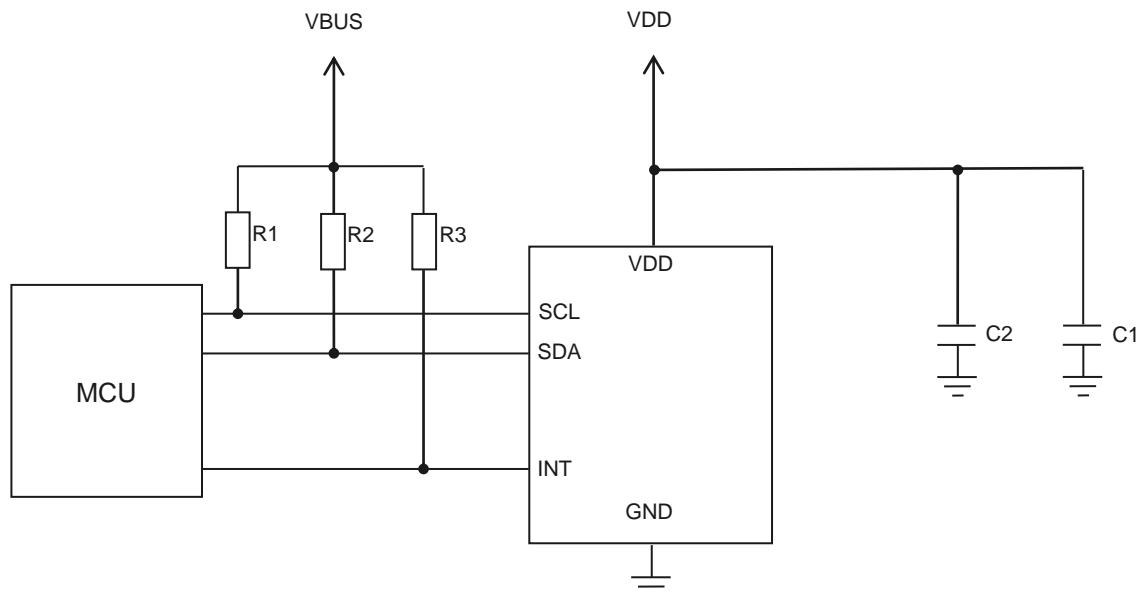 VBUS
VDD
R1
R2
R3
VDD
SCL
SDA
MCU
INT
GND
C2
C1